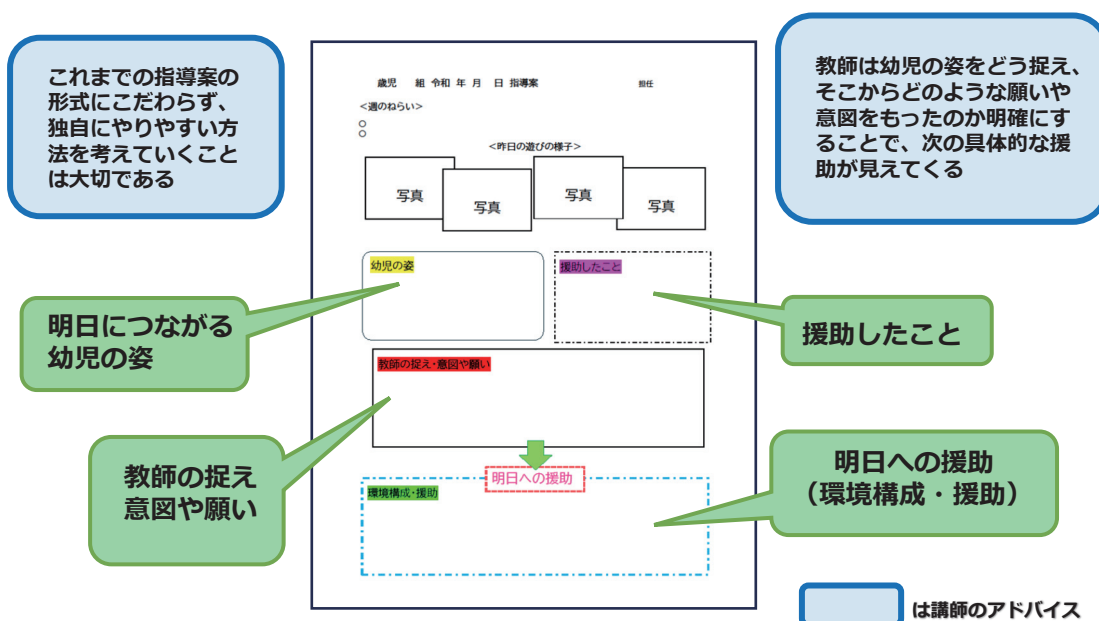 これまでの指導案の
形式にこだわらず、
独自にやりやすい方
法を考えていくこと
は大切である
教師は幼児の姿をどう捉え、
そこからどのような願いや
意図をもったのか明確にす
ることで、次の具体的な援
助が見えてくる
歳児 組 令和 年 月 日 指導案 担任
<週のねらい>
○
○
<昨日の遊びの様子>
写真
写真
写真
写真
幼児の姿
援助したこと
明日につながる
幼児の姿
援助したこと
教師の捉え・意図や願い
教師の捉え
意図や願い
明日への援助
環境構成・援助
明日への援助
（環境構成・援助）
は講師のアドバイス